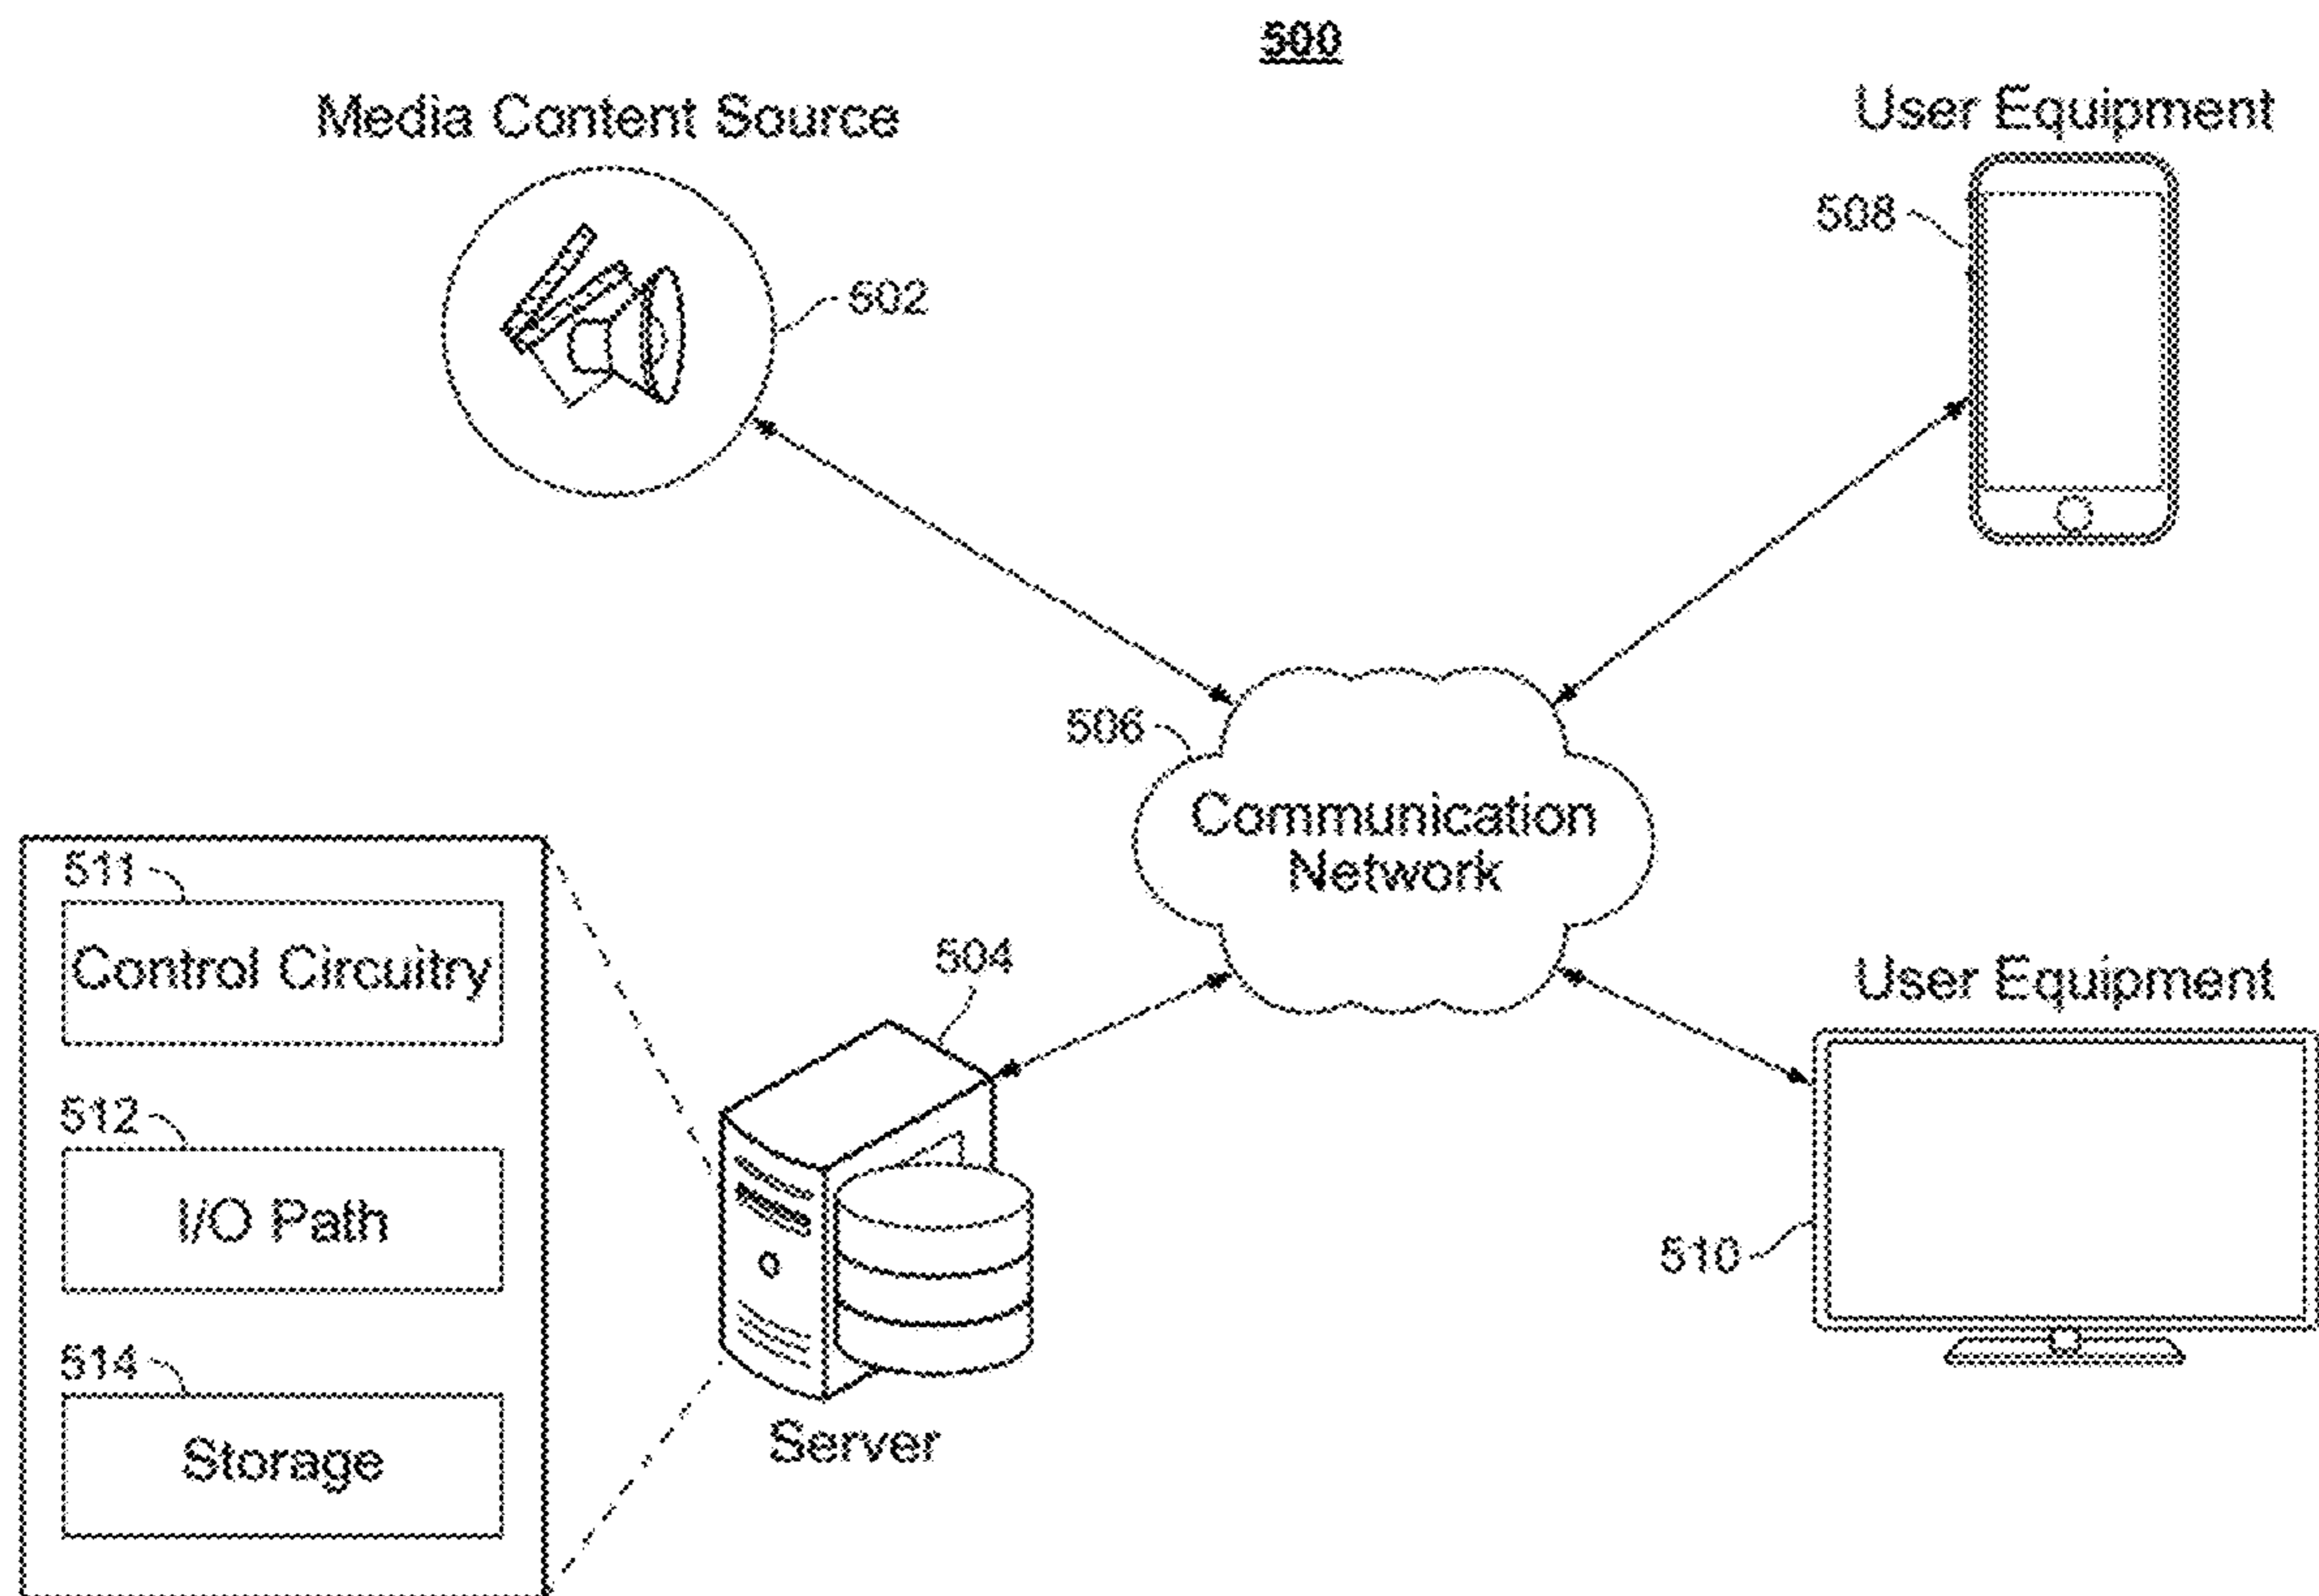 500
Media Content Source
User Equipment
508
502
506
Communication
Network
511
Control Circuitry
504
User Equipment
512
I/O Path
510
514
Storage
Server